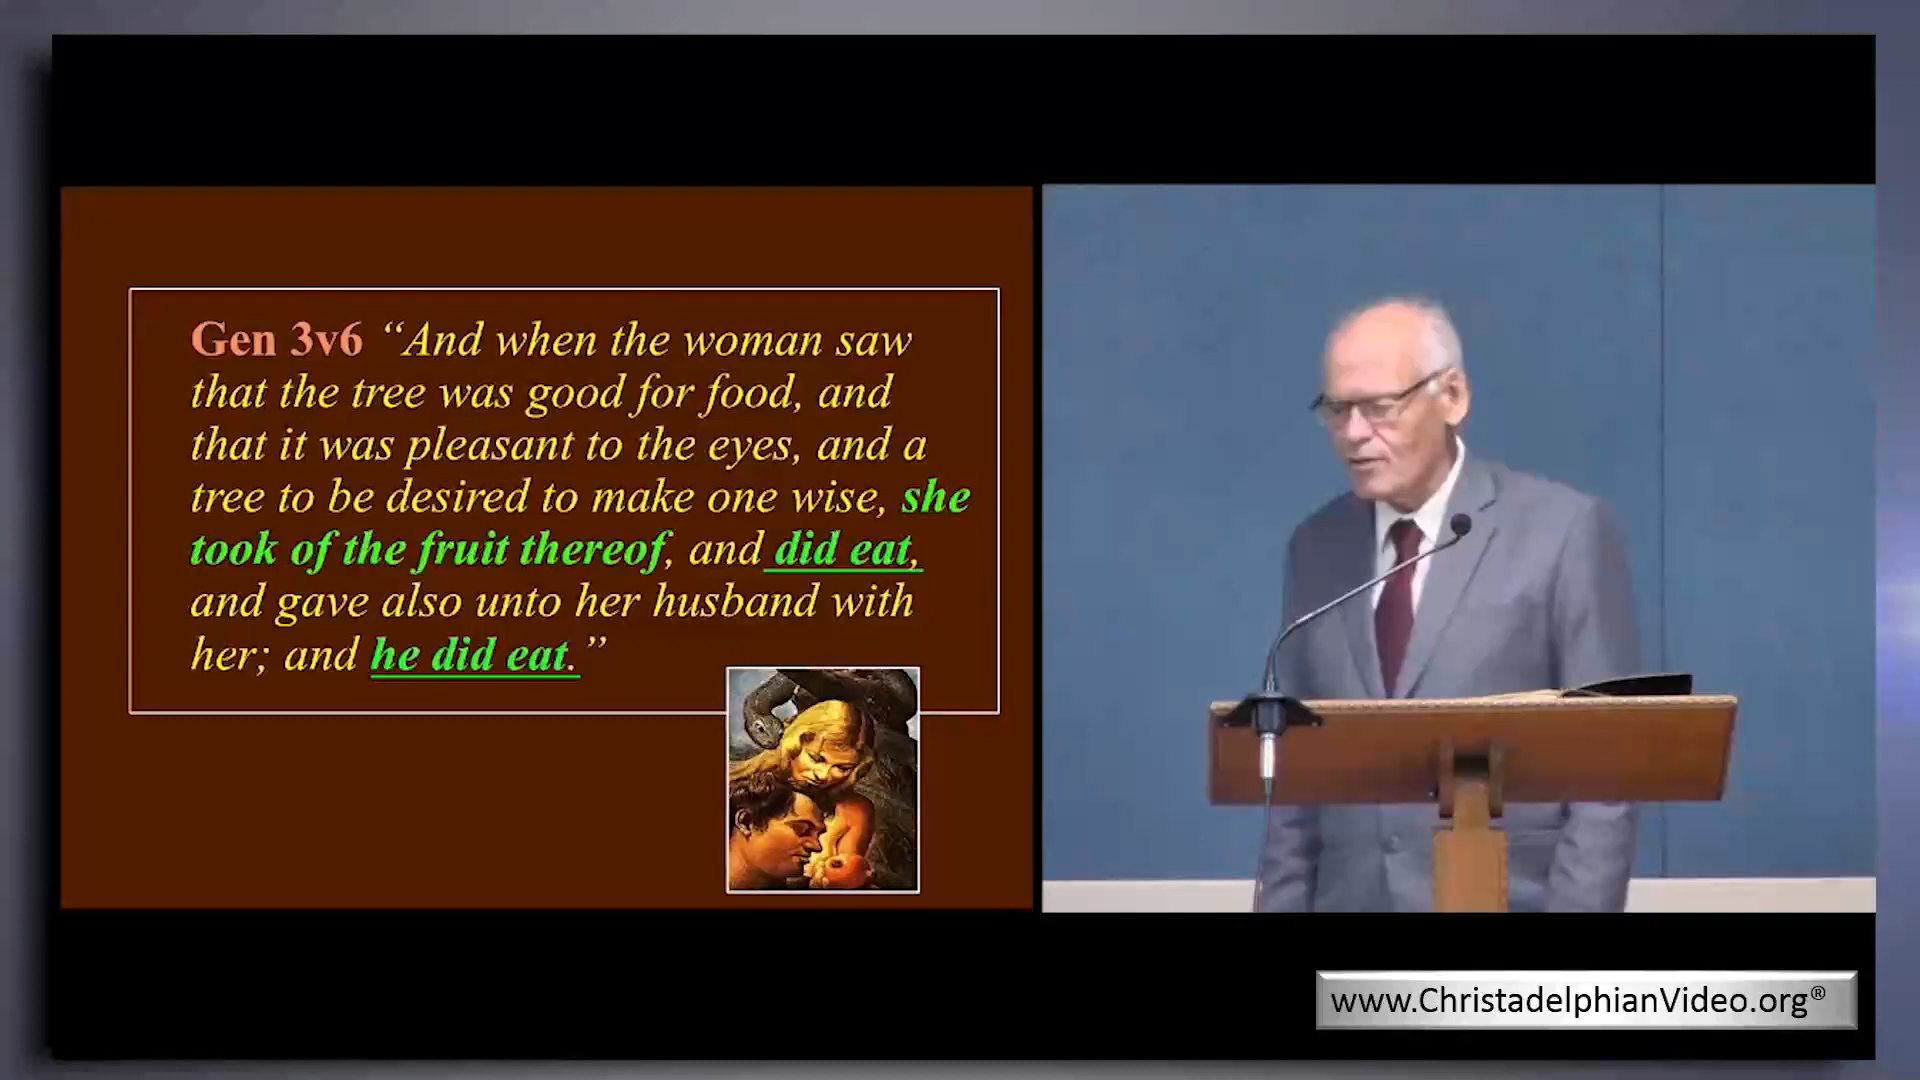 Gen 3v6 “And when the woman saw
that the tree was good for food, and
that it was pleasant to the eyes, and a
tree to be desired to make one wise, she
took of the fruit thereof, and did eat,
and gave also unto her husband with
her; and he did eat.”
www.ChristadelphianVideo.org®